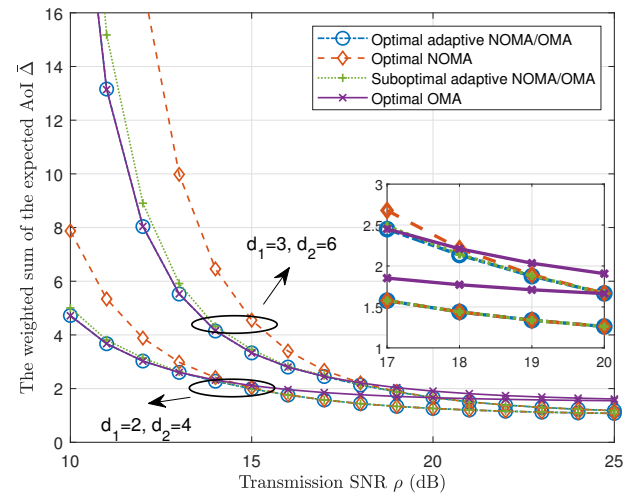 The weighted sum of the expected AoI Δ̄
16
14
12
10
8
6
4
2
0
Optimal adaptive NOMA/OMA
Optimal NOMA
Suboptimal adaptive NOMA/OMA
Optimal OMA
d₁=3, d₂=6
3
2.5
2
1.5
1
17 18 19 20
d₁=2, d₂=4
10 15 20 25
Transmission SNR ρ (dB)